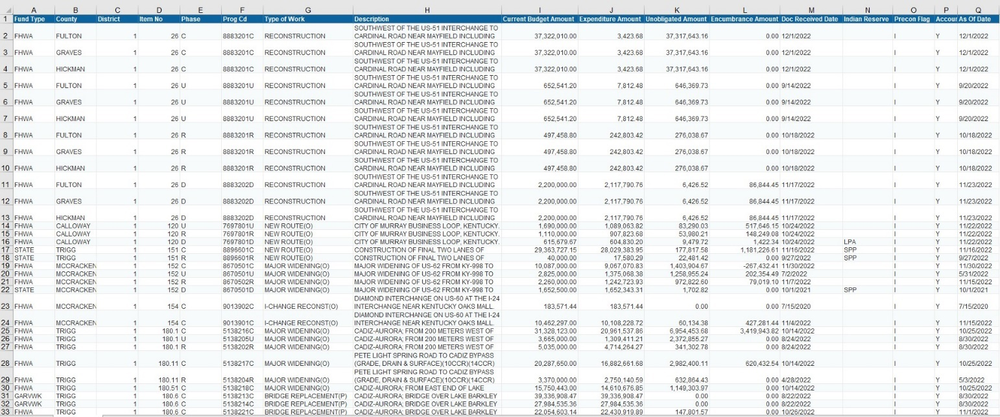 A B C D E F G H I J K L M N O P Q
1 Fund Type County District Item No Phase Prog Cd Type of Work Description Current Budget Amount Expenditure Amount Unobligated Amount Encumbrance Amount Doc Received Date Indian Reserve Precon Flag Accour As Of Date
SOUTHWEST OF THE US-51 INTERCHANGE TO
2 FHWA FULTON 1 26 C 8883201C RECONSTRUCTION CARDINAL ROAD NEAR MAYFIELD INCLUDING 37,322,010.00 3,423.68 37,317,643.16 0.00 12/1/2022 I Y 12/1/2022
SOUTHWEST OF THE US-51 INTERCHANGE TO
3 FHWA GRAVES 1 26 C 8883201C RECONSTRUCTION CARDINAL ROAD NEAR MAYFIELD INCLUDING 37,322,010.00 3,423.68 37,317,643.16 0.00 12/1/2022 I Y 12/1/2022
SOUTHWEST OF THE US-51 INTERCHANGE TO
4 FHWA HICKMAN 1 26 C 8883201C RECONSTRUCTION CARDINAL ROAD NEAR MAYFIELD INCLUDING 37,322,010.00 3,423.68 37,317,643.16 0.00 12/1/2022 I Y 12/1/2022
SOUTHWEST OF THE US-51 INTERCHANGE TO
5 FHWA FULTON 1 26 U 8883201U RECONSTRUCTION CARDINAL ROAD NEAR MAYFIELD INCLUDING 652,541.20 7,812.48 646,369.73 0.00 9/14/2022 I Y 9/20/2022
SOUTHWEST OF THE US-51 INTERCHANGE TO
6 FHWA GRAVES 1 26 U 8883201U RECONSTRUCTION CARDINAL ROAD NEAR MAYFIELD INCLUDING 652,541.20 7,812.48 646,369.73 0.00 9/14/2022 I Y 9/20/2022
SOUTHWEST OF THE US-51 INTERCHANGE TO
7 FHWA HICKMAN 1 26 U 8883201U RECONSTRUCTION CARDINAL ROAD NEAR MAYFIELD INCLUDING 652,541.20 7,812.48 646,369.73 0.00 9/14/2022 I Y 9/20/2022
SOUTHWEST OF THE US-51 INTERCHANGE TO
8 FHWA FULTON 1 26 R 8883201R RECONSTRUCTION CARDINAL ROAD NEAR MAYFIELD INCLUDING 497,458.80 242,803.42 276,038.67 0.00 10/18/2022 I Y 10/18/2022
SOUTHWEST OF THE US-51 INTERCHANGE TO
9 FHWA GRAVES 1 26 R 8883201R RECONSTRUCTION CARDINAL ROAD NEAR MAYFIELD INCLUDING 497,458.80 242,803.42 276,038.67 0.00 10/18/2022 I Y 10/18/2022
SOUTHWEST OF THE US-51 INTERCHANGE TO
10 FHWA HICKMAN 1 26 R 8883201R RECONSTRUCTION CARDINAL ROAD NEAR MAYFIELD INCLUDING 497,458.80 242,803.42 276,038.67 0.00 10/18/2022 I Y 10/18/2022
SOUTHWEST OF THE US-51 INTERCHANGE TO
11 FHWA FULTON 1 26 D 8883202D RECONSTRUCTION CARDINAL ROAD NEAR MAYFIELD INCLUDING 2,200,000.00 2,117,790.76 6,426.52 86,844.45 11/17/2022 I Y 11/23/2022
SOUTHWEST OF THE US-51 INTERCHANGE TO
12 FHWA GRAVES 1 26 D 8883202D RECONSTRUCTION CARDINAL ROAD NEAR MAYFIELD INCLUDING 2,200,000.00 2,117,790.76 6,426.52 86,844.45 11/17/2022 I Y 11/23/2022
SOUTHWEST OF THE US-51 INTERCHANGE TO
13 FHWA HICKMAN 1 26 D 8883202D RECONSTRUCTION CARDINAL ROAD NEAR MAYFIELD INCLUDING 2,200,000.00 2,117,790.76 6,426.52 86,844.45 11/17/2022 I Y 11/23/2022
14 FHWA CALLOWAY 1 120 U 7697801U NEW ROUTE(O) CITY OF MURRAY BUSINESS LOOP, KENTUCKY. 1,690,000.00 1,089,063.82 83,290.03 517,646.15 10/24/2022 I Y 11/22/2022
15 FHWA CALLOWAY 1 120 R 7697801R NEW ROUTE(O) CITY OF MURRAY BUSINESS LOOP, KENTUCKY. 1,110,000.00 907,823.68 53,980.21 148,249.08 10/24/2022 I Y 11/22/2022
16 FHWA CALLOWAY 1 120 D 7697801D NEW ROUTE(O) CITY OF MURRAY BUSINESS LOOP, KENTUCKY. 615,679.67 604,830.20 9,479.72 1,422.34 10/24/2022 LPA I Y 11/22/2022
17 STATE TRIGG 1 151 C 8896601C NEW ROUTE(O) CONSTRUCTION OF FINAL TWO LANES OF 29,363,727.15 28,029,383.95 177,817.58 1,181,226.61 11/16/2022 SPP I Y 11/16/2022
18 STATE TRIGG 1 151 R 8896601R NEW ROUTE(O) CONSTRUCTION OF FINAL TWO LANES OF 40,000.00 17,580.29 22,481.42 0.00 9/27/2022 SPP I Y 9/27/2022
19 FHWA MCCRACKEN 1 152 C 8670501C MAJOR WIDENING(O) MAJOR WIDENING OF US-62 FROM KY-998 TO 10,087,000.00 9,067,070.83 1,403,904.67 -267,432.41 11/30/2022 I Y 11/30/2022
20 FHWA MCCRACKEN 1 152 U 8670501U MAJOR WIDENING(O) MAJOR WIDENING OF US-62 FROM KY-998 TO 2,825,000.00 1,375,068.38 1,258,955.24 202,354.49 7/2/2022 I Y 5/31/2022
21 FHWA MCCRACKEN 1 152 R 8670502R MAJOR WIDENING(O) MAJOR WIDENING OF US-62 FROM KY-998 TO 2,260,000.00 1,242,723.93 972,822.60 79,019.10 11/7/2022 I Y 11/15/2022
22 STATE MCCRACKEN 1 152 D 8670501D MAJOR WIDENING(O) MAJOR WIDENING OF US-62 FROM KY-998 TO 1,652,500.00 1,652,343.31 1,702.82 0.00 10/1/2021 SPP I Y 10/1/2021
DIAMOND INTERCHANGE ON US-60 AT THE I-24
23 FHWA MCCRACKEN 1 154 C 9013902C I-CHANGE RECONST(O) INTERCHANGE NEAR KENTUCKY OAKS MALL. 183,571.44 183,571.44 0.00 0.00 7/15/2020 I Y 7/15/2020
DIAMOND INTERCHANGE ON US-60 AT THE I-24
24 FHWA MCCRACKEN 1 154 C 9013901C I-CHANGE RECONST(O) INTERCHANGE NEAR KENTUCKY OAKS MALL. 10,462,297.00 10,108,228.72 60,134.38 427,281.44 11/4/2022 I Y 11/15/2022
25 FHWA TRIGG 1 180.1 C 5138216C MAJOR WIDENING(O) CADIZ-AURORA; FROM 200 METERS WEST OF 31,328,123.00 20,961,537.86 6,954,453.68 3,419,943.82 10/14/2022 I Y 10/25/2022
26 FHWA TRIGG 1 180.1 U 5138205U MAJOR WIDENING(O) CADIZ-AURORA; FROM 200 METERS WEST OF 3,665,000.00 1,309,411.21 2,372,855.27 0.00 8/24/2022 I Y 8/30/2022
27 FHWA TRIGG 1 180.1 R 5138202R MAJOR WIDENING(O) CADIZ-AURORA; FROM 200 METERS WEST OF 5,035,000.00 4,714,264.27 341,302.78 0.00 8/24/2022 I Y 8/30/2022
PETE LIGHT SPRING ROAD TO CADIZ BYPASS
28 FHWA TRIGG 1 180.11 C 5138217C MAJOR WIDENING(O) (GRADE, DRAIN & SURFACE)(10CCR)(14CCR) 20,287,650.00 16,882,661.68 2,982,400.11 620,432.54 10/14/2022 I Y 10/25/2022
PETE LIGHT SPRING ROAD TO CADIZ BYPASS
29 FHWA TRIGG 1 180.11 R 5138204R MAJOR WIDENING(O) (GRADE, DRAIN & SURFACE)(10CCR)(14CCR) 3,370,000.00 2,750,140.59 632,864.43 0.00 4/28/2022 I Y 5/3/2022
30 FHWA TRIGG 1 180.51 C 5138218C MAJOR WIDENING(O) CADIZ-AURORA; FROM EAST END OF LAKE 15,750,443.00 14,610,676.85 1,149,303.97 0.00 10/14/2022 I Y 10/25/2022
31 GARVWK TRIGG 1 180.6 C 5138213C BRIDGE REPLACEMENT(P) CADIZ-AURORA; BRIDGE OVER LAKE BARKLEY 39,336,908.47 39,336,908.47 0.00 0.00 8/22/2022 I Y 8/30/2022
32 GARVWK TRIGG 1 180.6 C 5138214C BRIDGE REPLACEMENT(P) CADIZ-AURORA; BRIDGE OVER LAKE BARKLEY 27,984,535.36 27,984,535.36 0.00 0.00 8/22/2022 I Y 8/30/2022
33 FHWA TRIGG 1 180.6 C 5138221C BRIDGE REPLACEMENT(P) CADIZ-AURORA; BRIDGE OVER LAKE BARKLEY 22,054,603.14 22,430,919.89 147,801.57 0.00 10/26/2022 I Y 11/1/2022